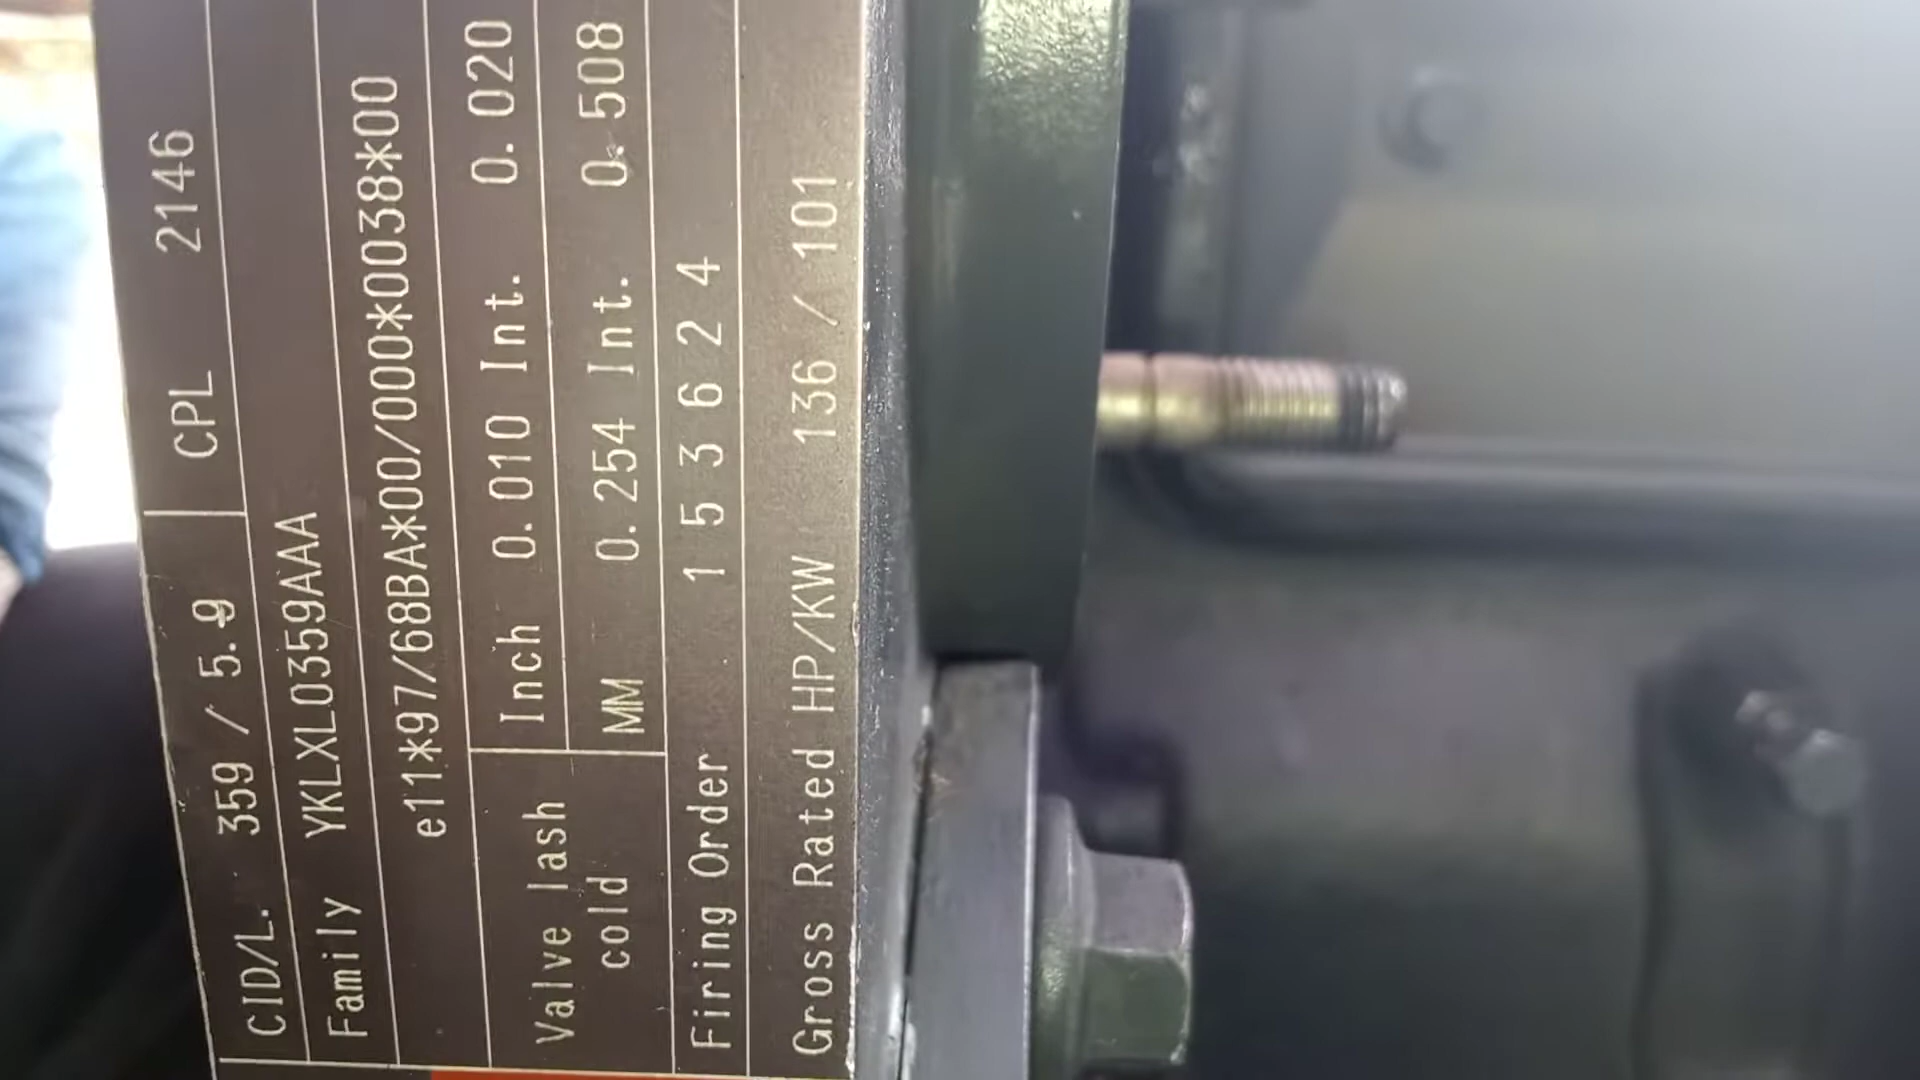 CID/L. 359 / 5.9 CPL 2146
Family YKLXL0359AAA
e11*97/68BA*00/000*0038*00
Valve lash cold
Inch 0.010 Int. 0.020
MM 0.254 Int. 0.508
Firing Order 1 5 3 6 2 4
Gross Rated HP/KW 136 / 101